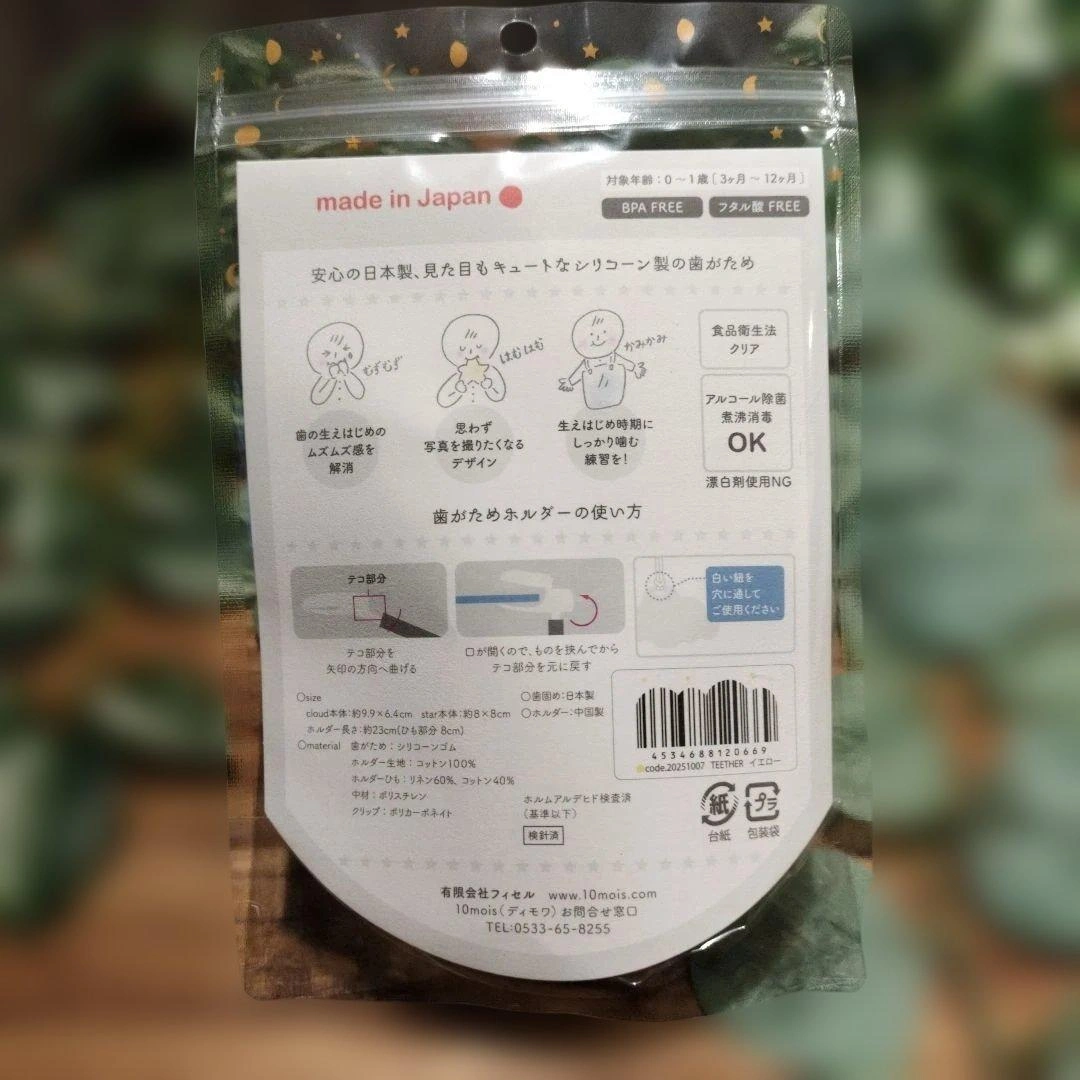 made in Japan
対象年齢：0〜1歳[3ヶ月〜12ヶ月]
BPA FREE
フタル酸 FREE
安心の日本製、見た目もキュートなシリコーン製の歯がため
むずむず
はむはむ
かみかみ
歯の生えはじめの
ムズムズ感を
解消
思わず
写真を撮りたくなる
デザイン
生えはじめ時期に
しっかり噛む
練習を!
食品衛生法
クリア
アルコール除菌
煮沸消毒
OK
漂白剤使用NG
歯がためホルダーの使い方
テコ部分
テコ部分を
矢印の方向へ曲げる
口が開くので、ものを挟んでから
テコ部分を元に戻す
白い紐を
穴に通して
ご使用ください
○size
cloud本体：約9.9×6.4cm star本体：約8×8cm
ホルダー長さ：約23cm(ひも部分 8cm)
○material 歯がため：シリコーンゴム
ホルダー生地：コットン100%
ホルダーひも：リネン60%、コットン40%
中材：ポリスチレン
クリップ：ポリカーボネイト
○歯固め：日本製
○ホルダー：中国製
ホルムアルデヒド検査済
(基準以下)
検針済
4534688120669
code.20251007 TEETHER イエロー
紙
台紙
プラ
包装袋
有限会社フィセル www.10mois.com
10mois(ディモワ)お問合せ窓口
TEL:0533-65-8255